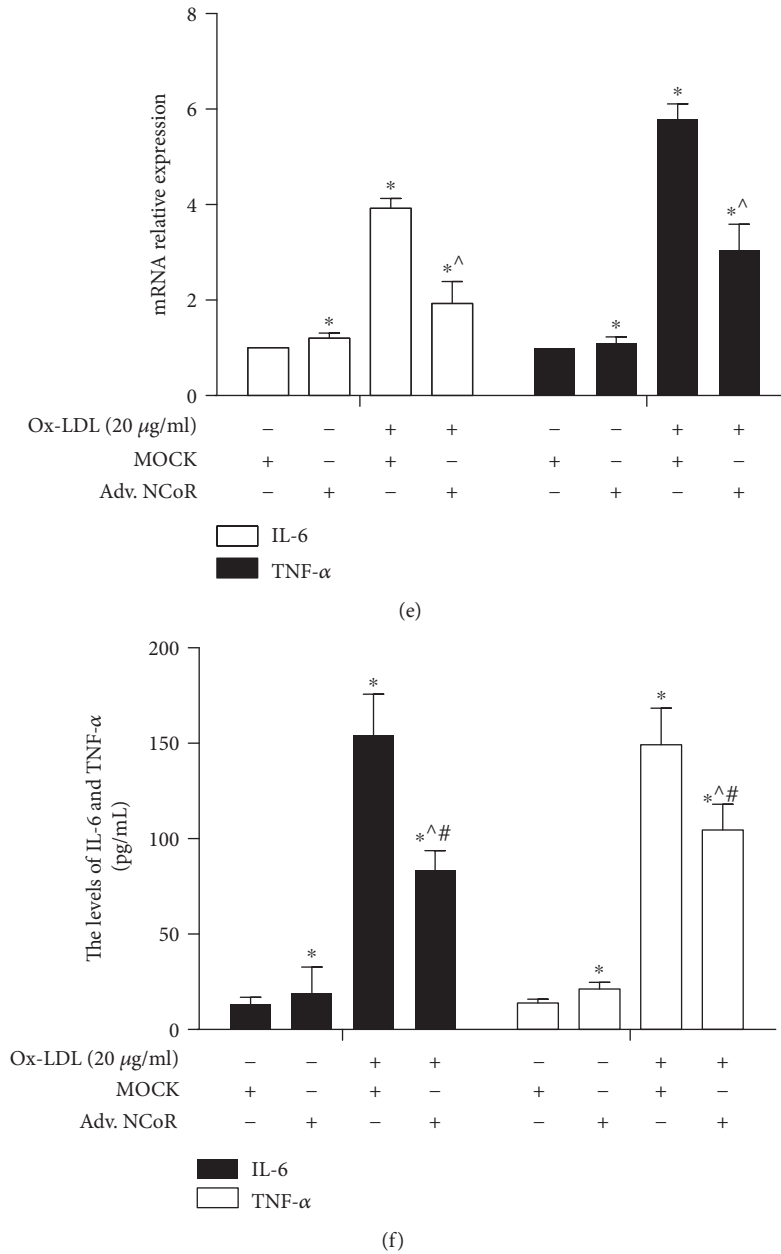 8
6
4
2
0
mRNA relative expression
*
*
*^
*
*
*^
*
Ox-LDL (20 μg/ml) – – + + – – + +
MOCK + – + – + – + –
Adv. NCoR – + – + – + – +
IL-6
TNF-α
(e)
200
150
100
50
0
The levels of IL-6 and TNF-α
(pg/mL)
*
*
*^#
*
*
*^#
Ox-LDL (20 μg/ml) – – + + – – + +
MOCK + – + – + – + –
Adv. NCoR – + – + – + – +
IL-6
TNF-α
(f)